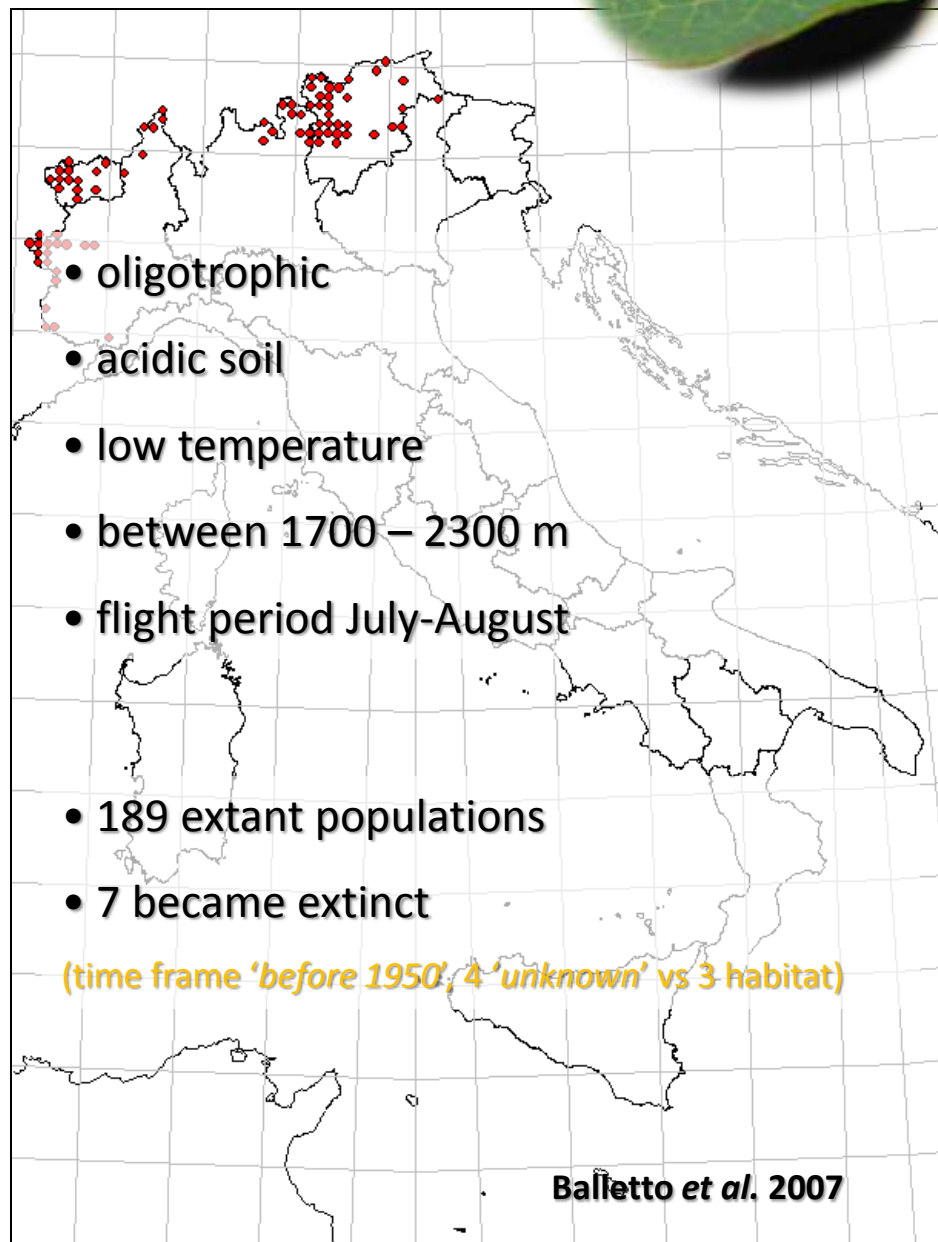 • oligotrophic
• acidic soil
• low temperature
• between 1700 – 2300 m
• flight period July-August
• 189 extant populations
• 7 became extinct
(time frame ‘before 1950’, 4 ‘unknown’ vs 3 habitat)
Balletto et al. 2007